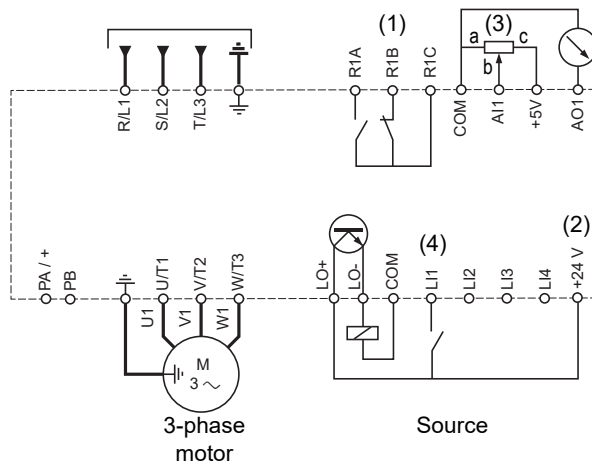 (1)
(3)
a
c
b
R1A
R1B
R1C
COM
AI1
+5V
AO1
R/L1
S/L2
T/L3
PA / +
PB
U/T1
V/T2
W/T3
U1
V1
W1
M
3 ~
3-phase
motor
LO+
LO-
COM
(4)
LI1
LI2
LI3
LI4
(2)
+24 V
Source